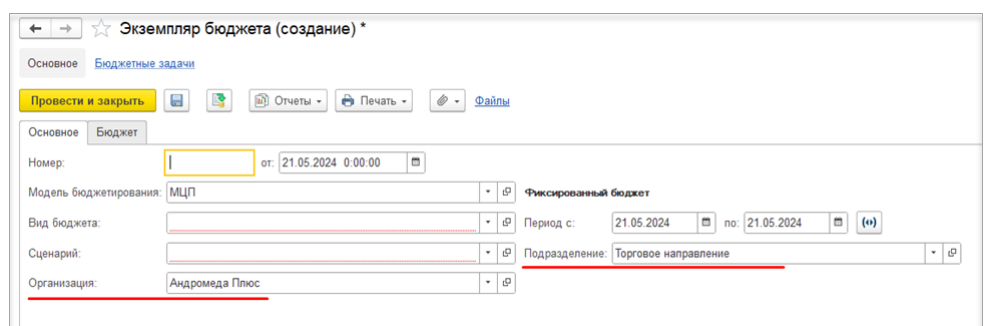 Экземпляр бюджета (создание) *
Основное Бюджетные задачи
Провести и закрыть Отчеты Печать Файлы
Основное Бюджет
Номер: от: 21.05.2024 0:00:00
Модель бюджетирования: МЦП Фиксированный бюджет
Вид бюджета: Период с: 21.05.2024 по: 21.05.2024
Сценарий: Подразделение: Торговое направление
Организация: Андромеда Плюс